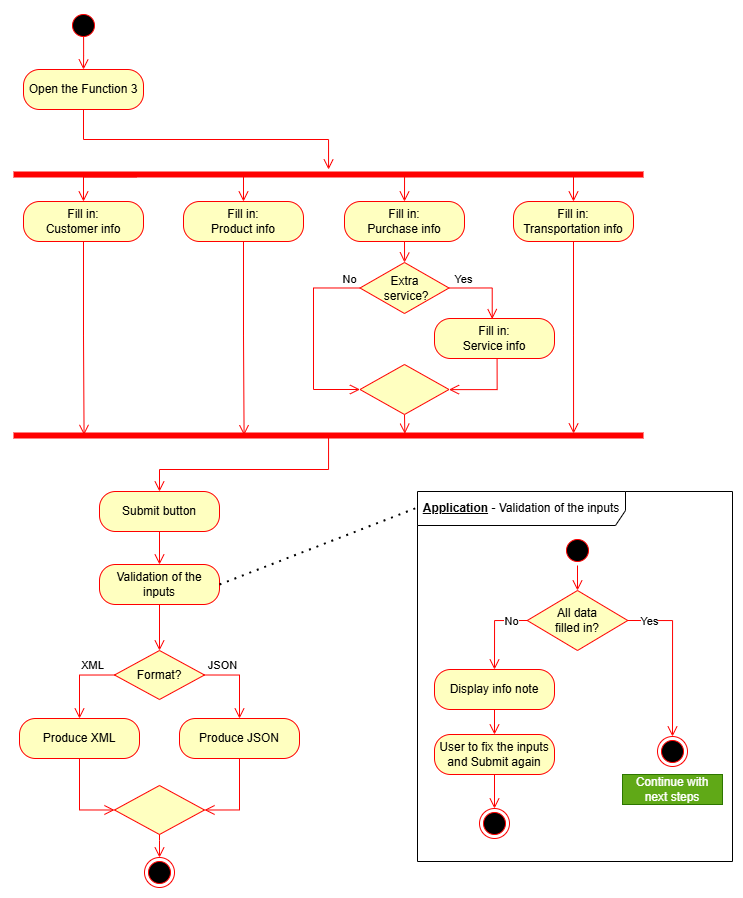 Open the Function 3
Fill in:
Customer info
Fill in:
Product info
Fill in:
Purchase info
Fill in:
Transportation info
No
Extra
service?
Yes
Fill in:
Service info
Submit button
Validation of the
inputs
XML
Format?
JSON
Produce XML
Produce JSON
Application - Validation of the inputs
All data
filled in?
No
Yes
Display info note
User to fix the inputs
and Submit again
Continue with
next steps